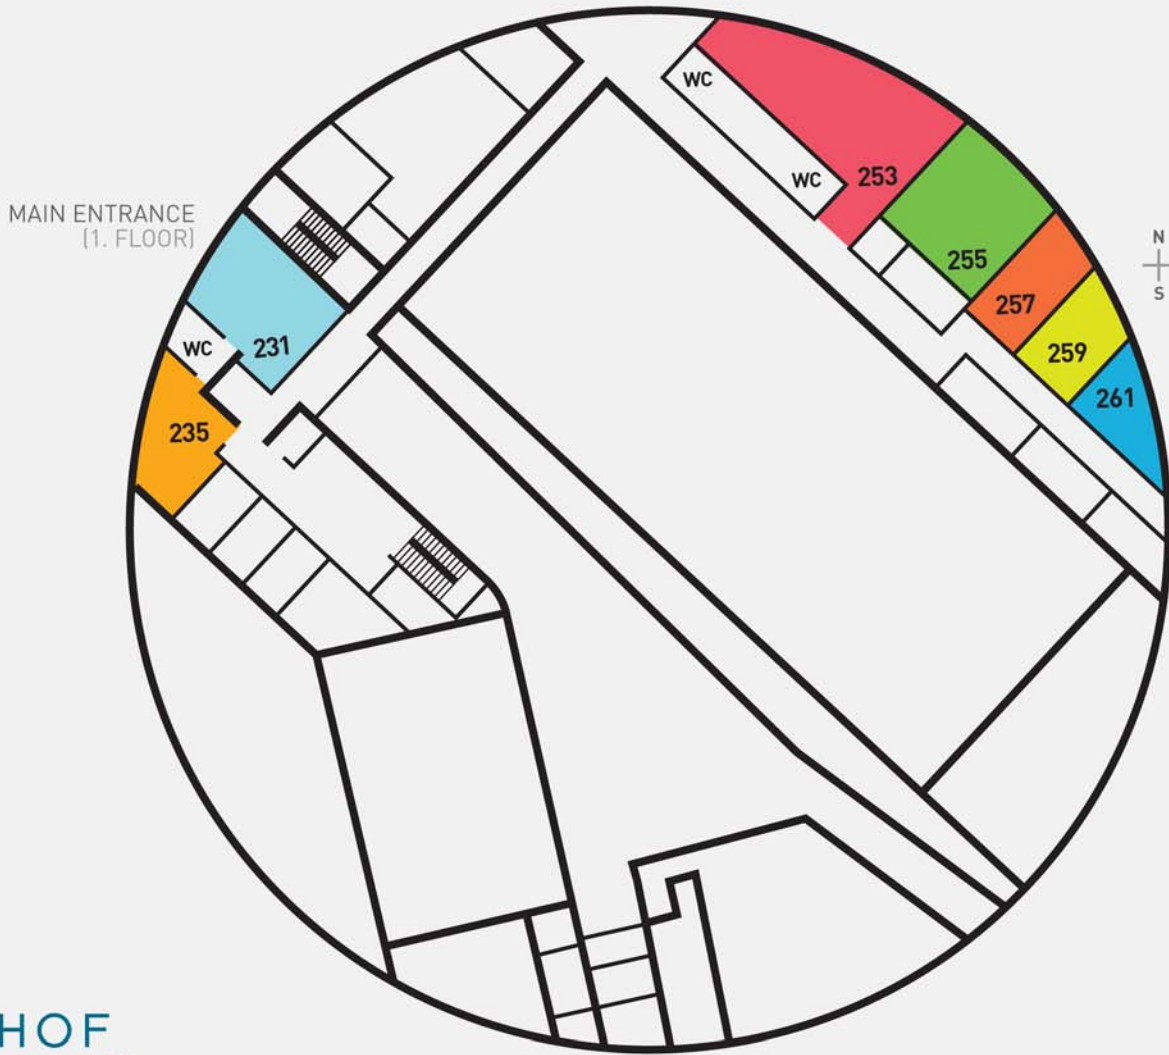 WC
WC
253
MAIN ENTRANCE
(1. FLOOR)
N
S
255
257
231
WC
259
261
235
HOF